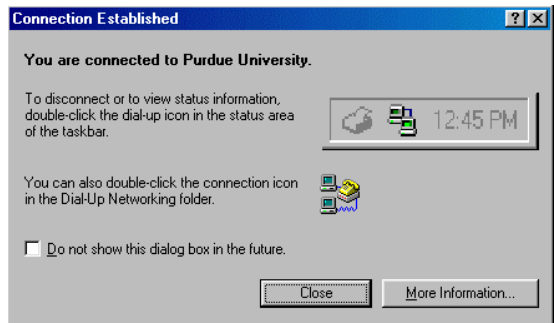 Connection Established
You are connected to Purdue University.
To disconnect or to view status information,
double-click the dial-up icon in the status area
of the taskbar.
12:45 PM
You can also double-click the connection icon
in the Dial-Up Networking folder.
Do not show this dialog box in the future.
Close
More Information...